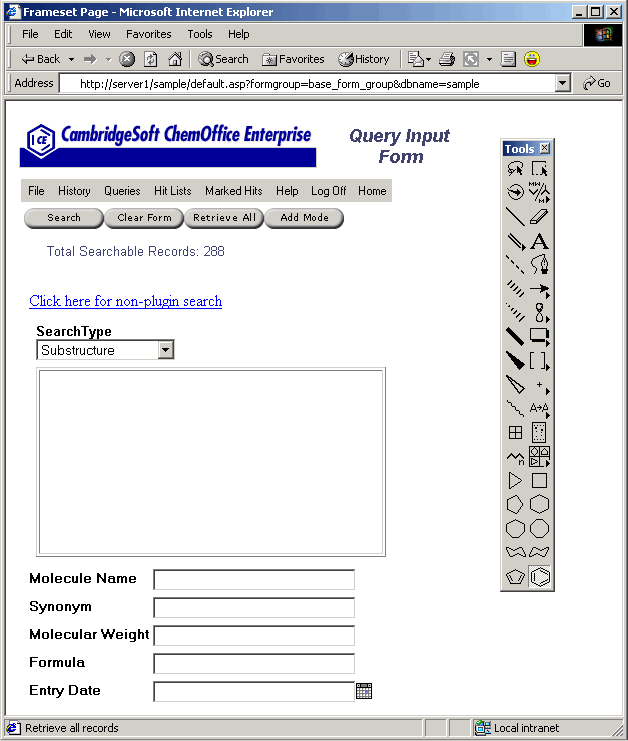 Frameset Page - Microsoft Internet Explorer
File Edit View Favorites Tools Help
Back Search Favorites History
Address http://server1/sample/default.asp?formgroup=base_form_group&dbname=sample Go
ICE CambridgeSoft ChemOffice Enterprise
Query Input
Form
Tools
File History Queries Hit Lists Marked Hits Help Log Off Home
MW
M
Search Clear Form Retrieve All Add Mode
A
Total Searchable Records: 288
Click here for non-plugin search
SearchType
Substructure
A A
n
Molecule Name
Synonym
Molecular Weight
Formula
Entry Date
Retrieve all records Local intranet